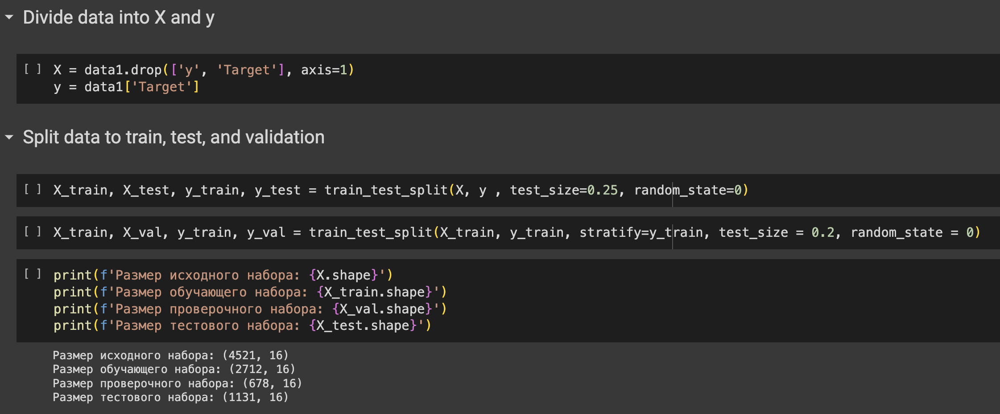 Divide data into X and y
[ ] X = data1.drop(['y', 'Target'], axis=1)
y = data1['Target']
Split data to train, test, and validation
[ ] X_train, X_test, y_train, y_test = train_test_split(X, y , test_size=0.25, random_state=0)
[ ] X_train, X_val, y_train, y_val = train_test_split(X_train, y_train, stratify=y_train, test_size = 0.2, random_state = 0)
[ ] print(f'Размер исходного набора: {X.shape}')
print(f'Размер обучающего набора: {X_train.shape}')
print(f'Размер проверочного набора: {X_val.shape}')
print(f'Размер тестового набора: {X_test.shape}')
Размер исходного набора: (4521, 16)
Размер обучающего набора: (2712, 16)
Размер проверочного набора: (678, 16)
Размер тестового набора: (1131, 16)